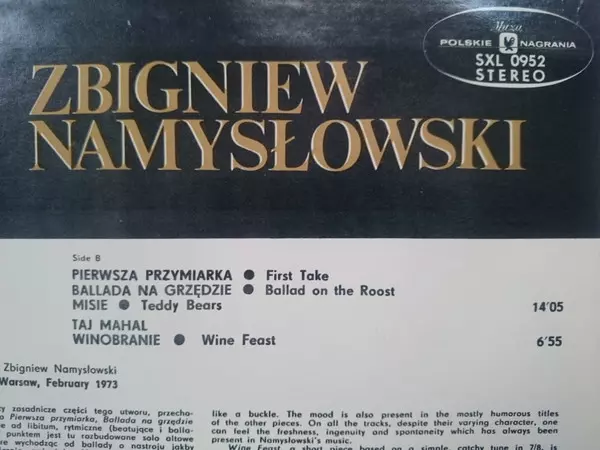 Muza
POLSKIE NAGRANIA
SXL 0952
STEREO
ZBIGNIEW
NAMYSŁOWSKI
Side B
PIERWSZA PRZYMIARKA ● First Take
BALLADA NA GRZĘDZIE ● Ballad on the Roost
MISIE ● Teddy Bears 14'05
TAJ MAHAL
WINOBRANIE ● Wine Feast 6'55
Zbigniew Namysłowski
Warsaw, February 1973
zasadnicze części tego utworu, przecho-
Pierwsza przymiarka, Ballada na grzędzie
ad libitum, rytmiczne (beatujące i balla-
punktem jest tu rozbudowane solo altowe
wychodząc od ballady o nastroju jakby
like a buckle. The mood is also present in the mostly humorous titles
of the other pieces. On all the tracks, despite their varying character, one
can feel the freshness, ingenuity and spontaneity which has always been
present in Namysłowski's music.
Wine Feast, a short piece based on a simple, catchy tune in 7/8, is